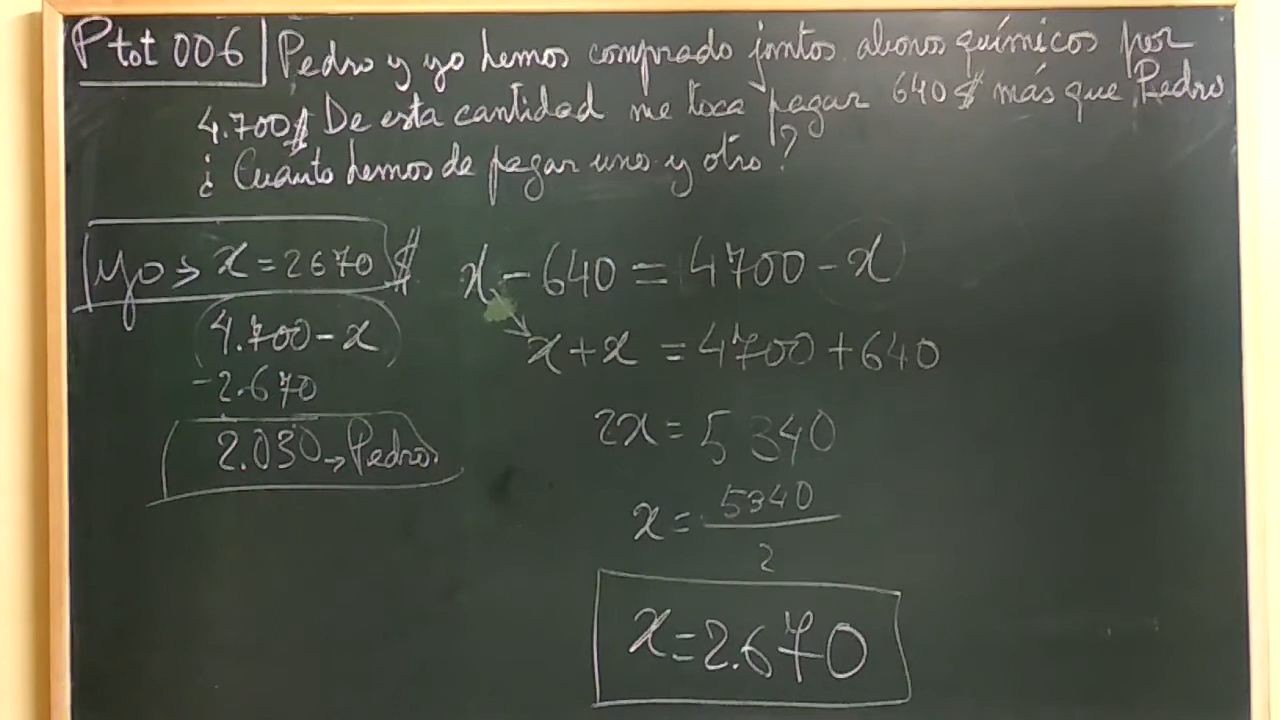 Ptot 006 Pedro y yo hemos comprado juntos abonos químicos por
4.700$ De esta cantidad me toca pagar 640$ más que Pedro
¿Cuánto hemos de pagar uno y otro?
yo → x = 2670 $
4.700 - x
-2.670
2.030 → Pedro
x - 640 = 4700 - x
x + x = 4700 + 640
2x = 5340
x = 5340
2
x = 2.670